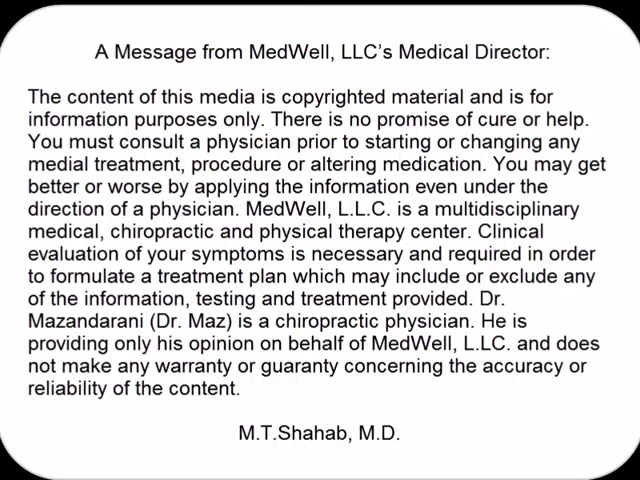 A Message from MedWell, LLC's Medical Director:
The content of this media is copyrighted material and is for
information purposes only. There is no promise of cure or help.
You must consult a physician prior to starting or changing any
medial treatment, procedure or altering medication. You may get
better or worse by applying the information even under the
direction of a physician. MedWell, L.L.C. is a multidisciplinary
medical, chiropractic and physical therapy center. Clinical
evaluation of your symptoms is necessary and required in order
to formulate a treatment plan which may include or exclude any
of the information, testing and treatment provided. Dr.
Mazandarani (Dr. Maz) is a chiropractic physician. He is
providing only his opinion on behalf of MedWell, L.LC. and does
not make any warranty or guaranty concerning the accuracy or
reliability of the content.
M.T.Shahab, M.D.